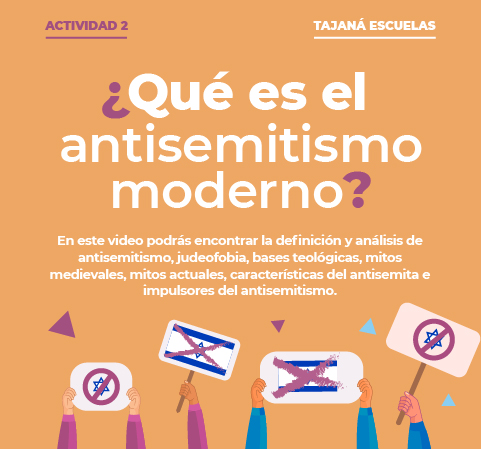 ACTIVIDAD 2
TAJANÁ ESCUELAS
¿Qué es el
antisemitismo
moderno?
En este video podrás encontrar la definición y análisis de
antisemitismo, judeofobia, bases teológicas, mitos
medievales, mitos actuales, características del antisemita e
impulsores del antisemitismo.